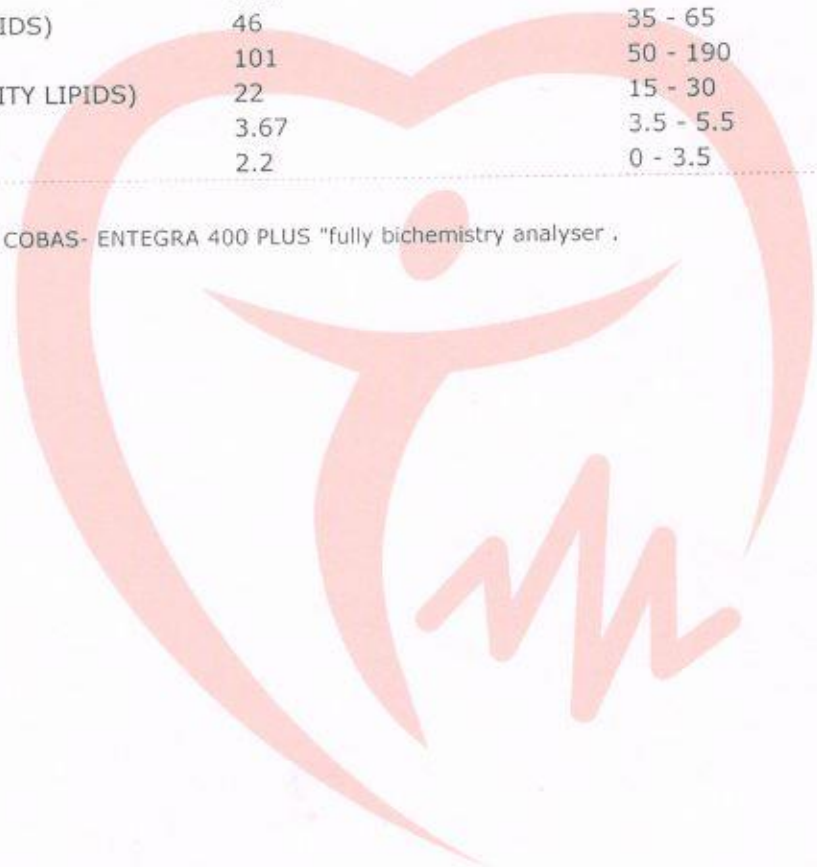 IDS) 46 35 - 65
101 50 - 190
ITY LIPIDS) 22 15 - 30
3.67 3.5 - 5.5
2.2 0 - 3.5
COBAS- ENTEGRA 400 PLUS "fully bichemistry analyser .